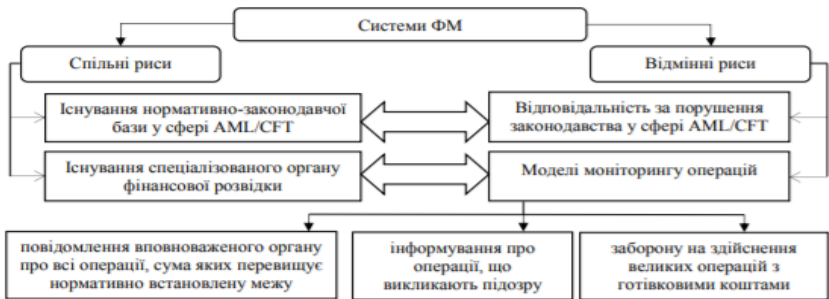 Системи ФМ
Спільні риси
Відмінні риси
Існування нормативно-законодавчої
бази у сфері AML/CFT
Відповідальність за порушення
законодавства у сфері AML/CFT
Існування спеціалізованого органу
фінансової розвідки
Моделі моніторингу операцій
повідомлення вповноваженого органу
про всі операції, сума яких перевищує
нормативно встановлену межу
інформування про
операції, що
викликають підозру
заборону на здійснення
великих операцій з
готівковими коштами